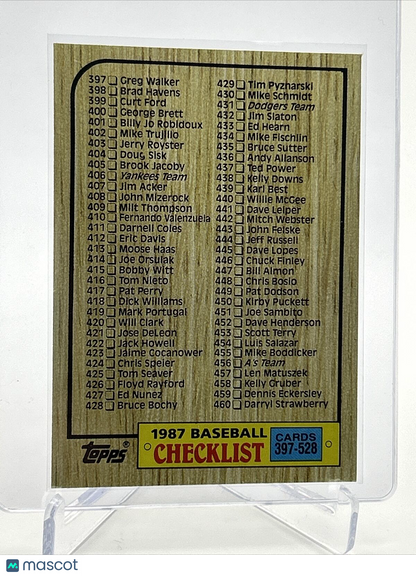 397 Greg Walker
398 Brad Havens
399 Curt Ford
400 George Brett
401 Billy Jo Robidoux
402 Mike Trujillo
403 Jerry Royster
404 Doug Sisk
405 Brook Jacoby
406 Yankees Team
407 Jim Acker
408 John Mizerock
409 Milt Thompson
410 Fernando Valenzuela
411 Darnell Coles
412 Eric Davis
413 Moose Haas
414 Joe Orsulak
415 Bobby Witt
416 Tom Nieto
417 Pat Perry
418 Dick Williams
419 Mark Portugal
420 Will Clark
421 Jose DeLeon
422 Jack Howell
423 Jaime Cocanower
424 Chris Speier
425 Tom Seaver
426 Floyd Rayford
427 Ed Nunez
428 Bruce Bochy
429 Tim Pyznarski
430 Mike Schmidt
431 Dodgers Team
432 Jim Slaton
433 Ed Hearn
434 Mike Fischlin
435 Bruce Sutter
436 Andy Allanson
437 Ted Power
438 Kelly Downs
439 Karl Best
440 Willie McGee
441 Dave Leiper
442 Mitch Webster
443 John Felske
444 Jeff Russell
445 Dave Lopes
446 Chuck Finley
447 Bill Almon
448 Chris Bosio
449 Pat Dodson
450 Kirby Puckett
451 Joe Sambito
452 Dave Henderson
453 Scott Terry
454 Luis Salazar
455 Mike Boddicker
456 A's Team
457 Len Matuszek
458 Kelly Gruber
459 Dennis Eckersley
460 Darryl Strawberry
Topps®
1987 BASEBALL
CHECKLIST
CARDS
397-528
mascot